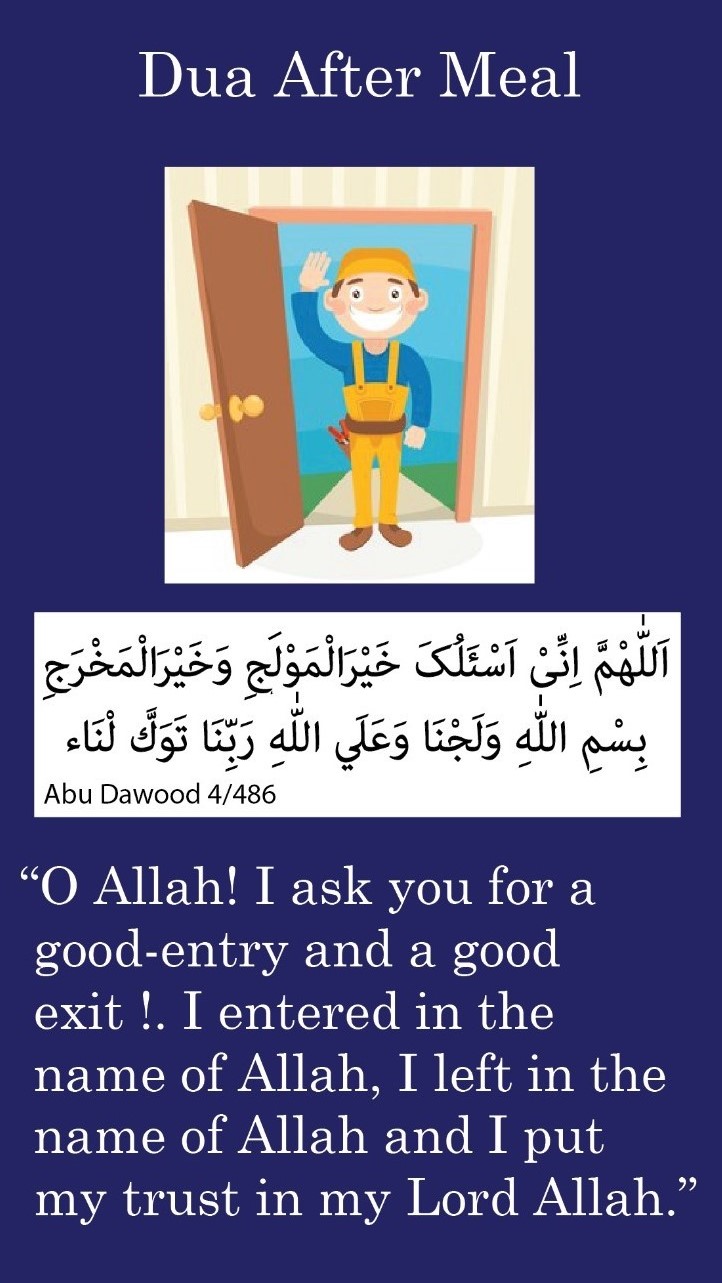 Dua After Meal
اَللّٰهُمَّ اِنِّىْ اَسْئَلُکَ خَيْرَالْمَوْلَجِ وَخَيْرَالْمَخْرَجِ
بِسْمِ اللّٰهِ وَلَجْنَا وَعَلَي اللّٰهِ رَبِّنَا تَوَكَّ لْنَاء
Abu Dawood 4/486
“O Allah! I ask you for a
good-entry and a good
exit !. I entered in the
name of Allah, I left in the
name of Allah and I put
my trust in my Lord Allah.”